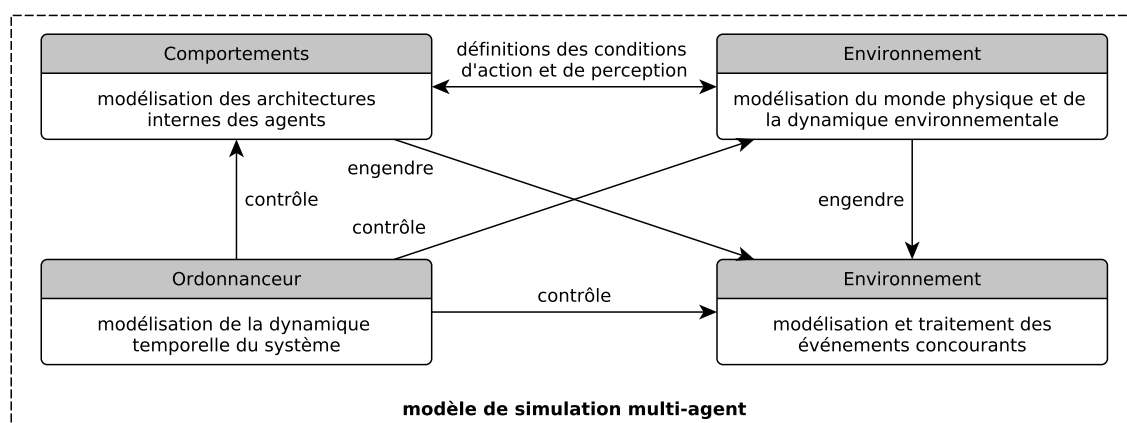 Comportements
modélisation des architectures
internes des agents
définitions des conditions
d'action et de perception
Environnement
modélisation du monde physique et de
la dynamique environnementale
engendre
contrôle
contrôle
engendre
Ordonnanceur
modélisation de la dynamique
temporelle du système
contrôle
Environnement
modélisation et traitement des
événements concourants
modèle de simulation multi-agent